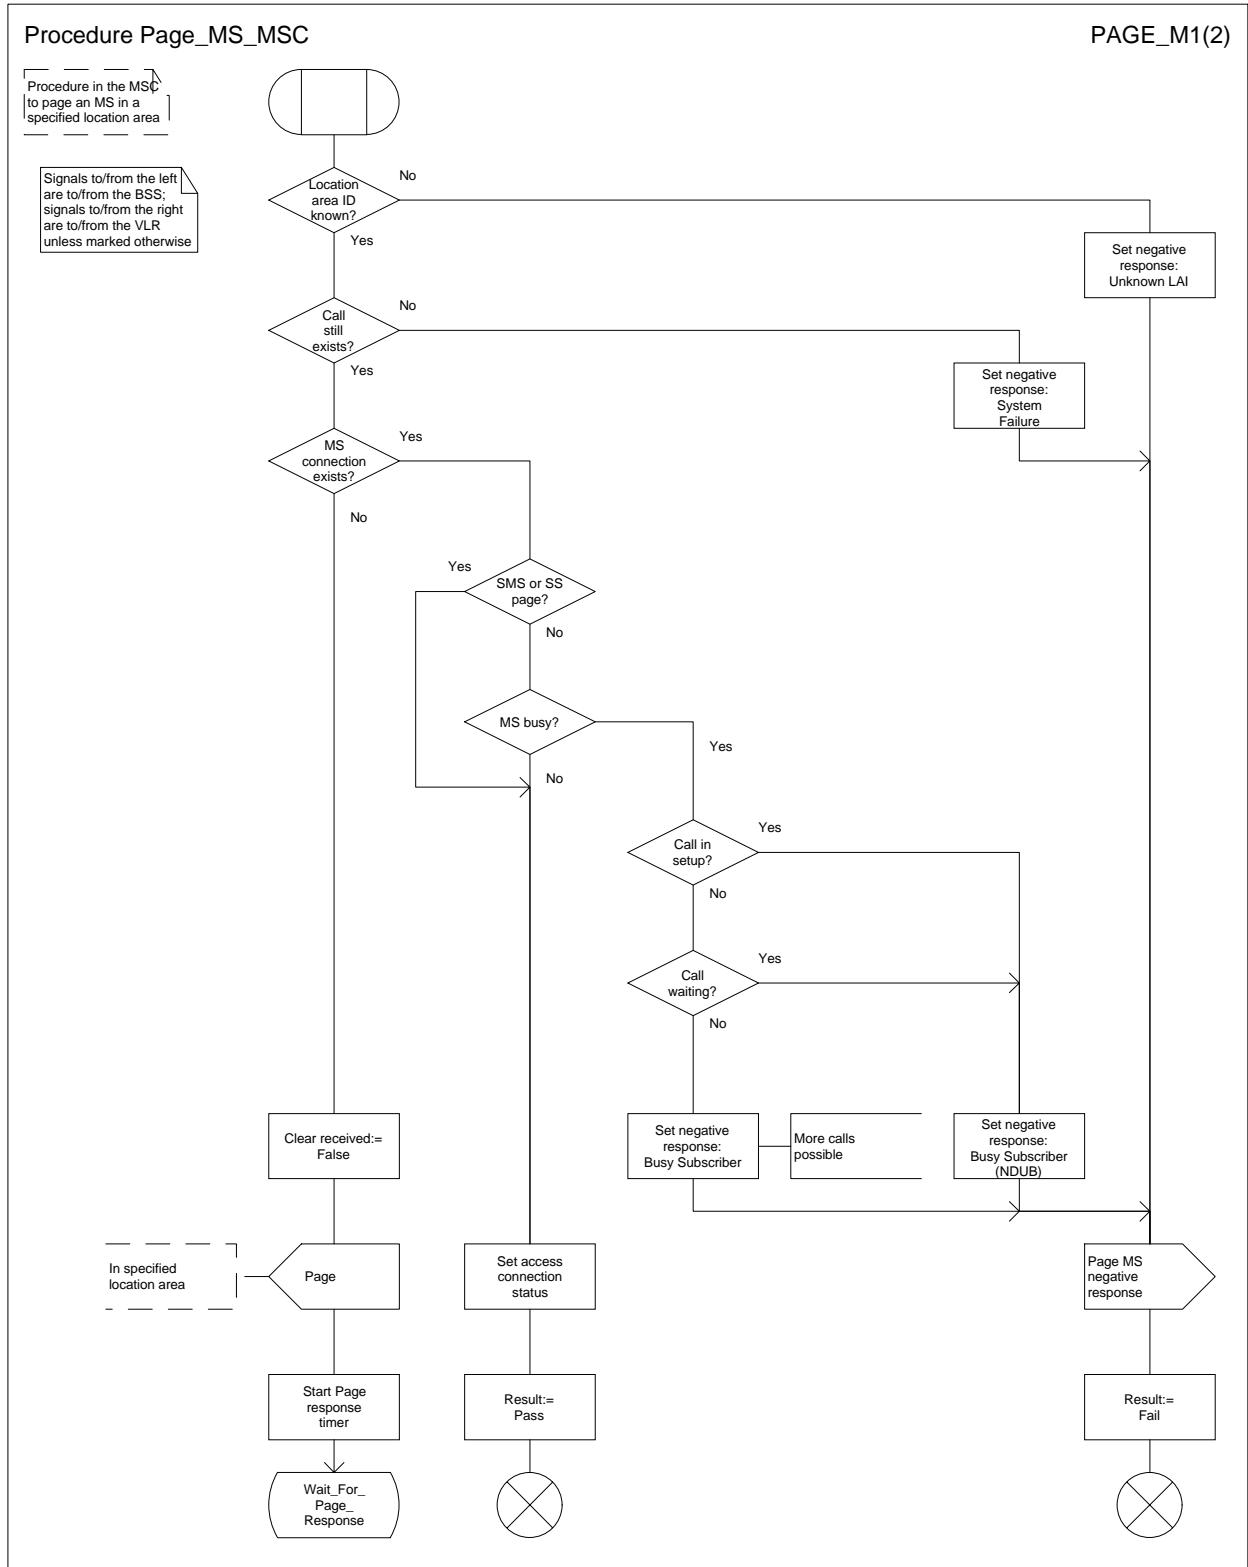 Procedure Page_MS_MSC
PAGE_M1(2)
Procedure in the MSC
to page an MS in a
specified location area
Signals to/from the left
are to/from the BSS;
signals to/from the right
are to/from the VLR
unless marked otherwise
Location
area ID
known?
No
Yes
Set negative
response:
Unknown LAI
Call
still
exists?
No
Yes
Set negative
response:
System
Failure
MS
connection
exists?
Yes
No
SMS or SS
page?
Yes
No
MS busy?
Yes
No
Call in
setup?
Yes
No
Call
waiting?
Yes
No
Clear received:=
False
Set negative
response:
Busy Subscriber
More calls
possible
Set negative
response:
Busy Subscriber
(NDUB)
In specified
location area
Page
Set access
connection
status
Page MS
negative
response
Start Page
response
timer
Result:=
Pass
Result:=
Fail
Wait_For_
Page_
Response